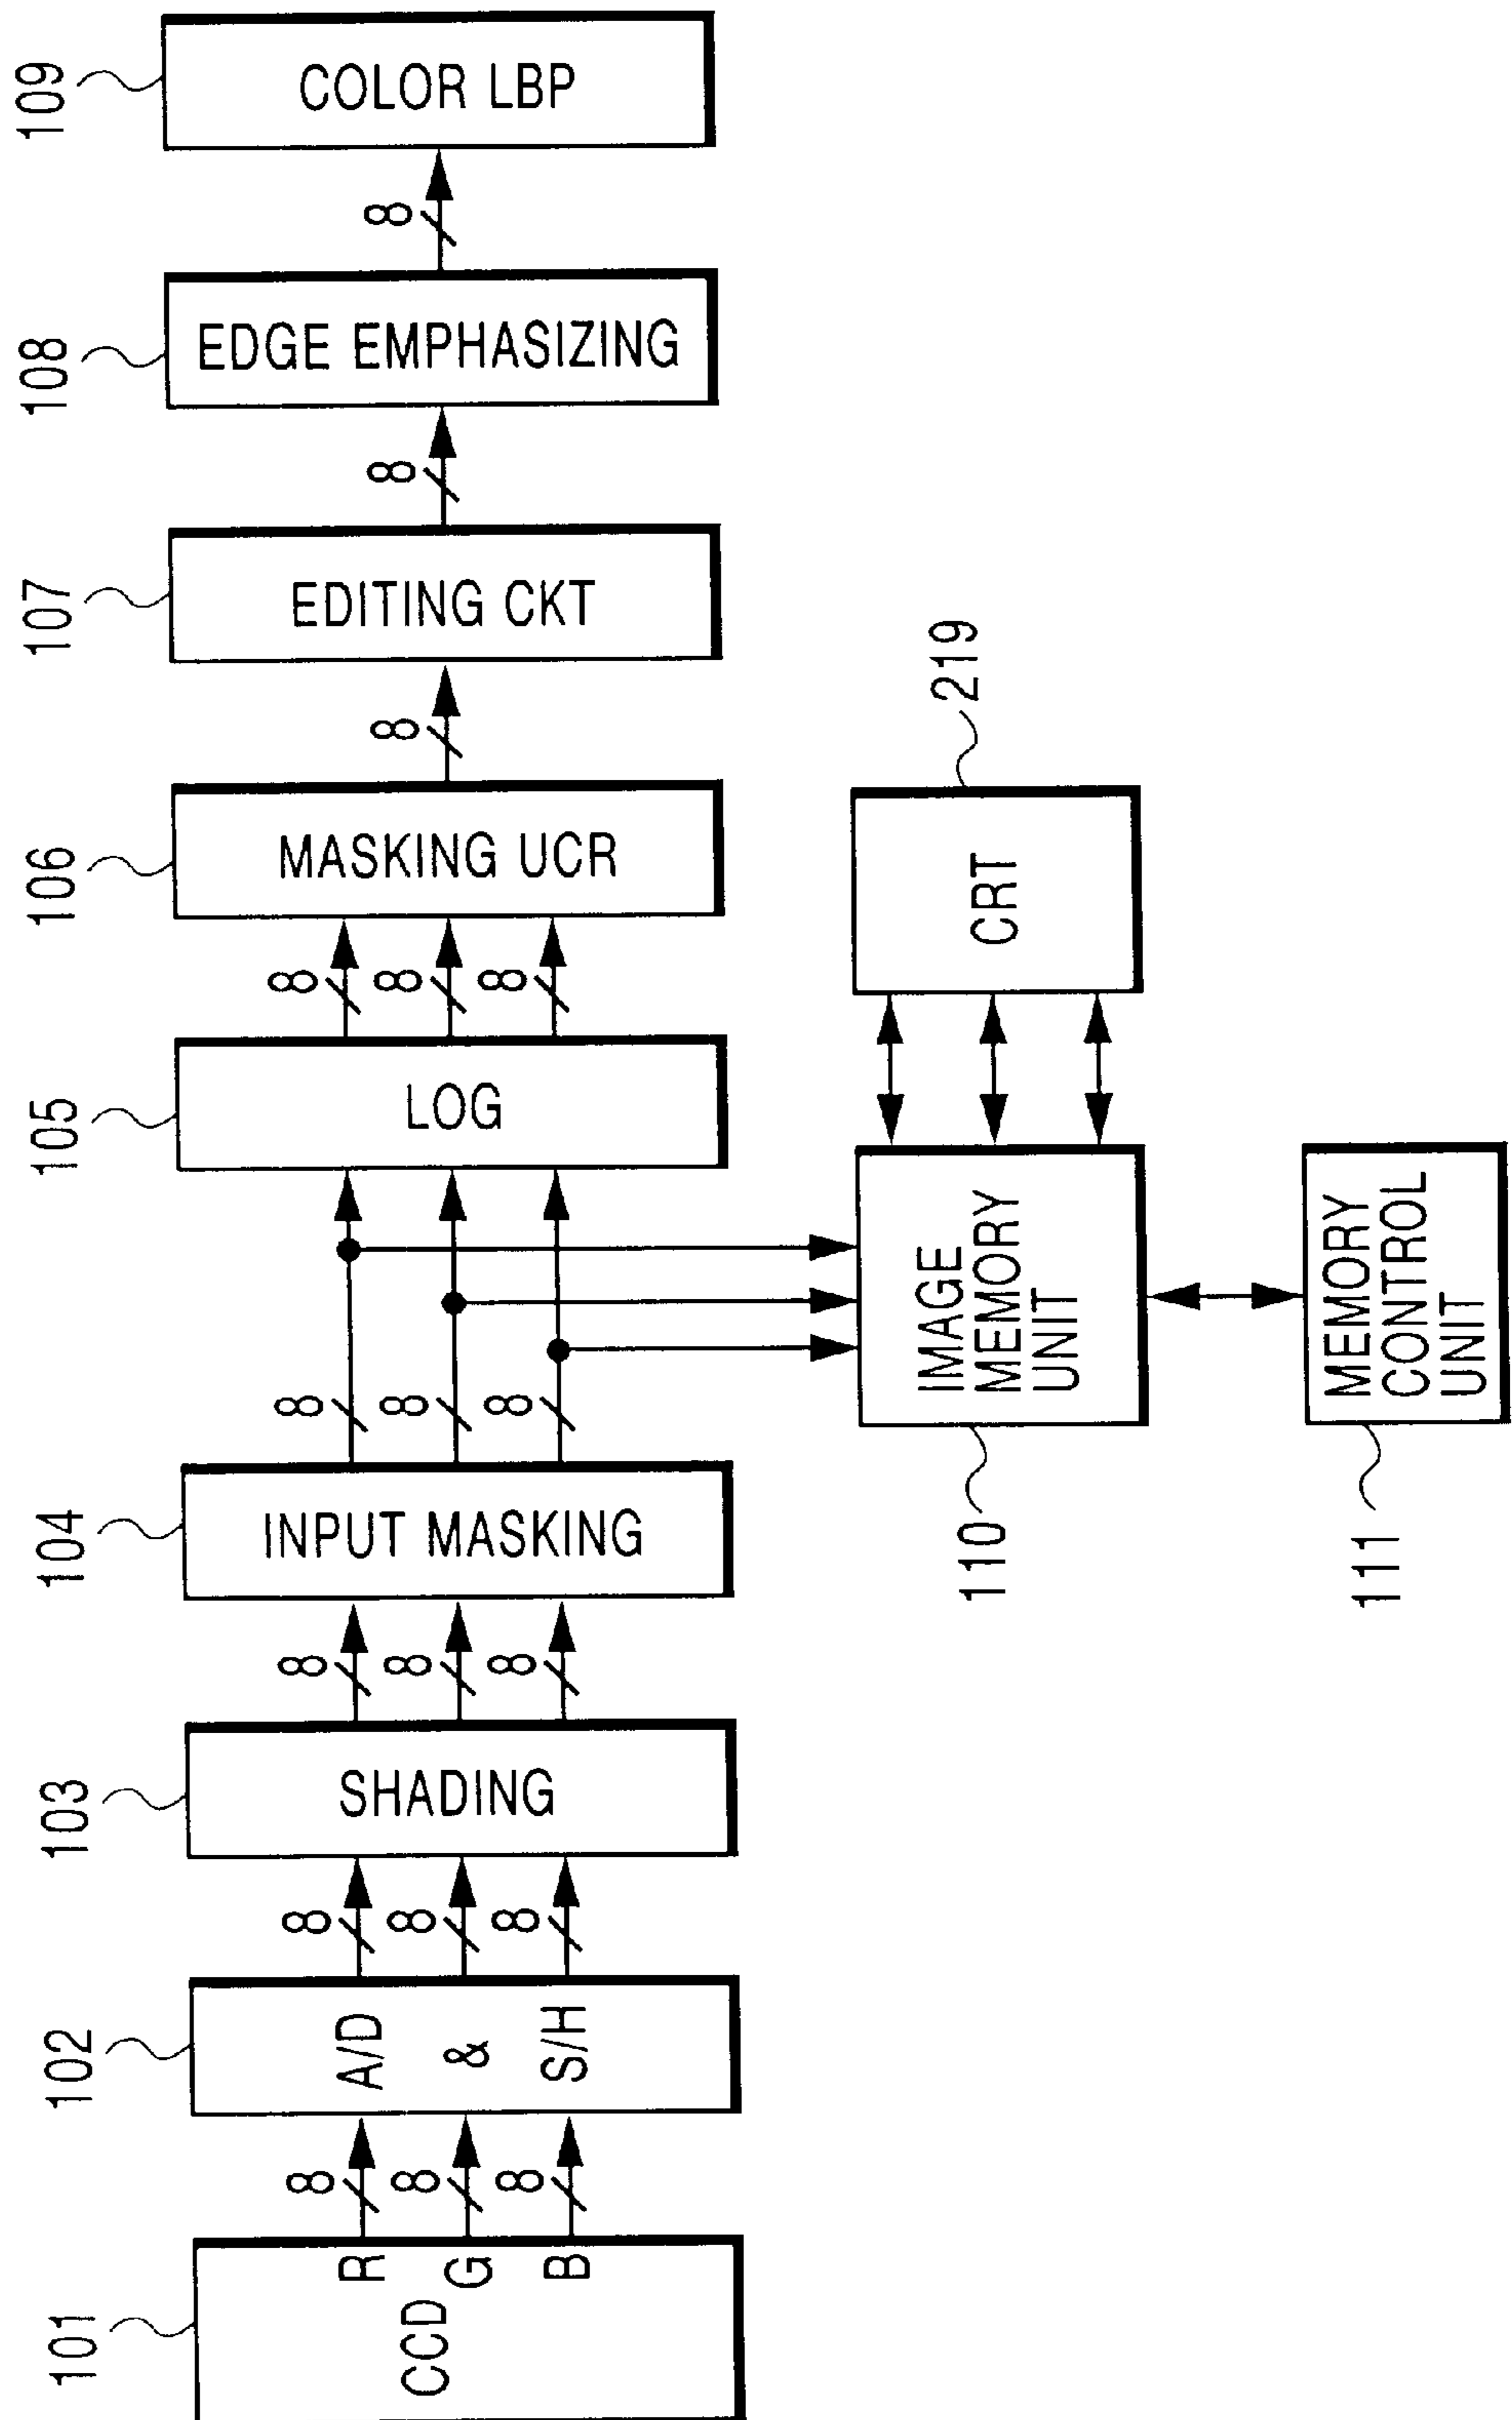 101
CCD
R
G
B
8
8
8
102
A/D
&
S/H
8
8
8
103
SHADING
8
8
8
104
INPUT MASKING
8
8
8
105
LOG
8
8
8
106
MASKING UCR
8
107
EDITING CKT
8
108
EDGE EMPHASIZING
8
109
COLOR LBP
110
IMAGE
MEMORY
UNIT
CRT
219
111
MEMORY
CONTROL
UNIT